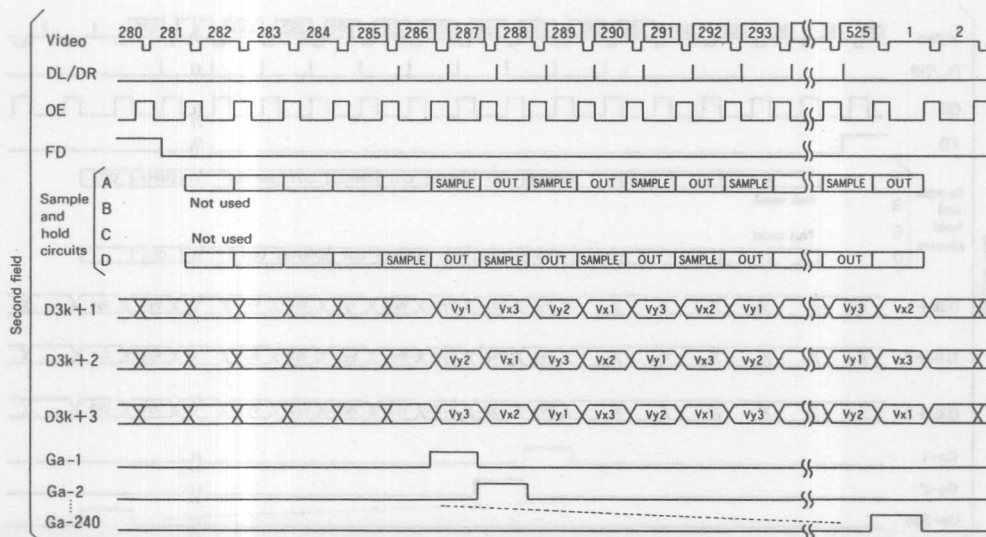 Second field
Video 280 281 282 283 284 285 286 287 288 289 290 291 292 293 525 1 2
DL/DR
OE
FD
Sample and hold circuits
A SAMPLE OUT SAMPLE OUT SAMPLE OUT SAMPLE SAMPLE OUT
B Not used
C Not used
D SAMPLE OUT SAMPLE OUT SAMPLE OUT SAMPLE OUT OUT
D3k+1 Vy1 Vx3 Vy2 Vx1 Vy3 Vx2 Vy1 Vy3 Vx2
D3k+2 Vy2 Vx1 Vy3 Vx2 Vy1 Vx3 Vy2 Vy1 Vx3
D3k+3 Vy3 Vx2 Vy1 Vx3 Vy2 Vx1 Vy3 Vy2 Vx1
Ga-1
Ga-2
Ga-240